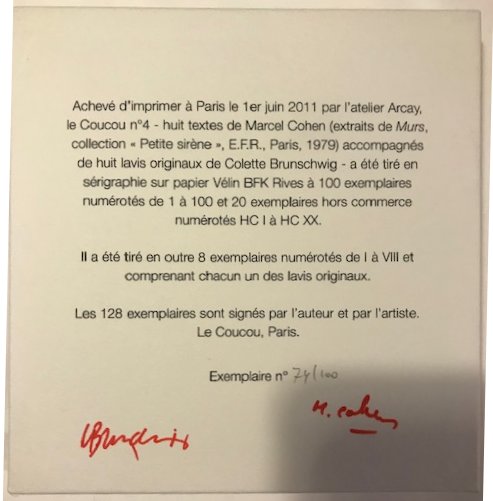 Achevé d'imprimer à Paris le 1er juin 2011 par l'atelier Arcay,
le Coucou n°4 - huit textes de Marcel Cohen (extraits de Murs,
collection « Petite sirène », E.F.R., Paris, 1979) accompagnés
de huit lavis originaux de Colette Brunschwig - a été tiré en
sérigraphie sur papier Vélin BFK Rives à 100 exemplaires
numérotés de 1 à 100 et 20 exemplaires hors commerce
numérotés HC I à HC XX.
Il a été tiré en outre 8 exemplaires numérotés de I à VIII et
comprenant chacun un des lavis originaux.
Les 128 exemplaires sont signés par l'auteur et par l'artiste.
Le Coucou, Paris.
Exemplaire n° 74/100
M. Cohen